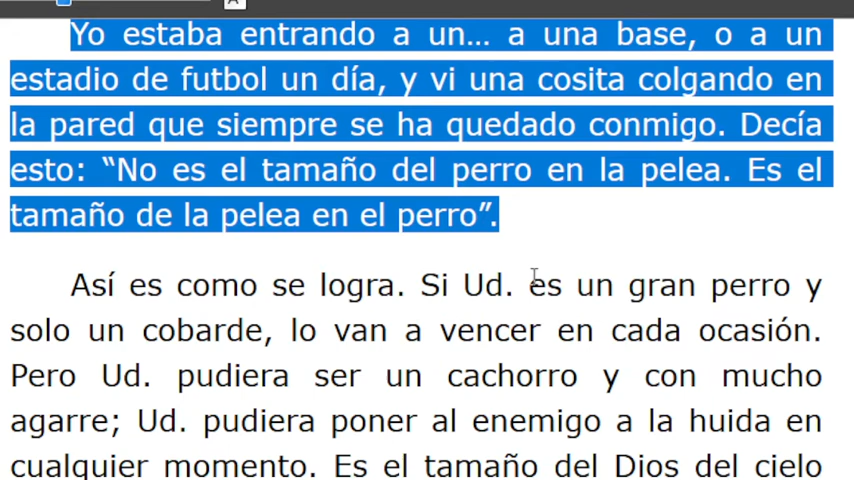 Yo estaba entrando a un... a una base, o a un
estadio de futbol un día, y vi una cosita colgando en
la pared que siempre se ha quedado conmigo. Decía
esto: “No es el tamaño del perro en la pelea. Es el
tamaño de la pelea en el perro”.
Así es como se logra. Si Ud. es un gran perro y
solo un cobarde, lo van a vencer en cada ocasión.
Pero Ud. pudiera ser un cachorro y con mucho
agarre; Ud. pudiera poner al enemigo a la huida en
cualquier momento. Es el tamaño del Dios del cielo